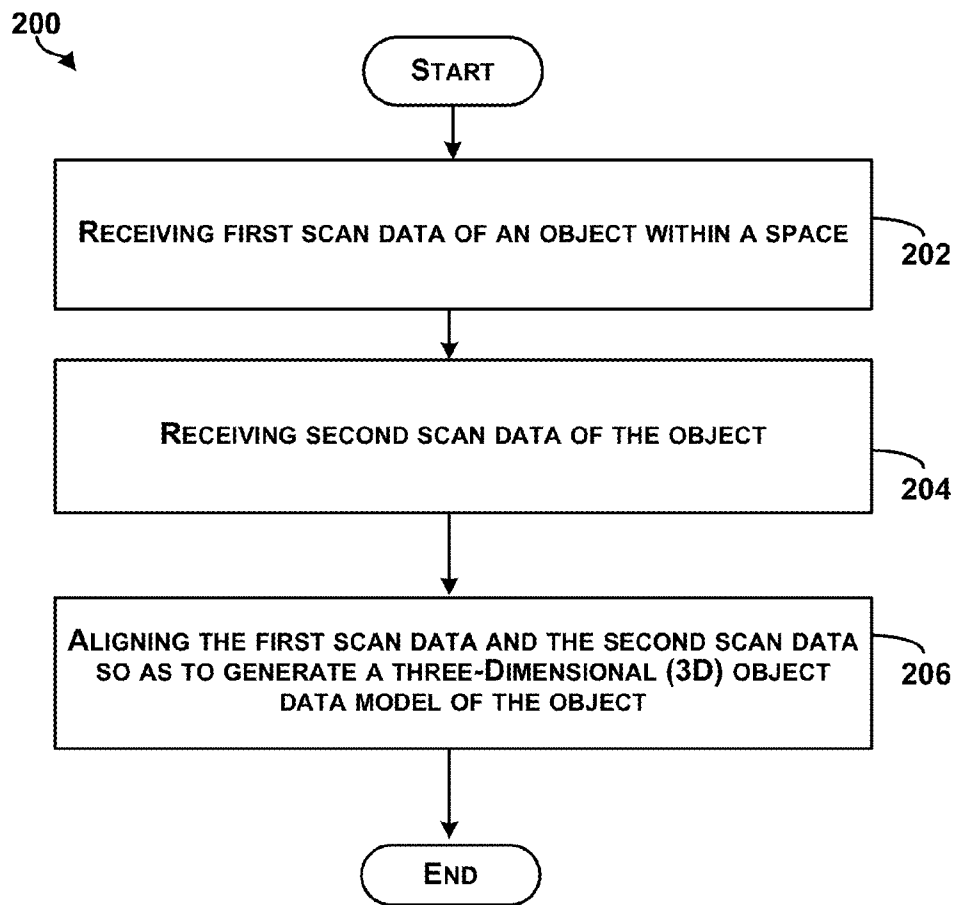 200
START
RECEIVING FIRST SCAN DATA OF AN OBJECT WITHIN A SPACE
202
RECEIVING SECOND SCAN DATA OF THE OBJECT
204
ALIGNING THE FIRST SCAN DATA AND THE SECOND SCAN DATA
SO AS TO GENERATE A THREE-DIMENSIONAL (3D) OBJECT
DATA MODEL OF THE OBJECT
206
END